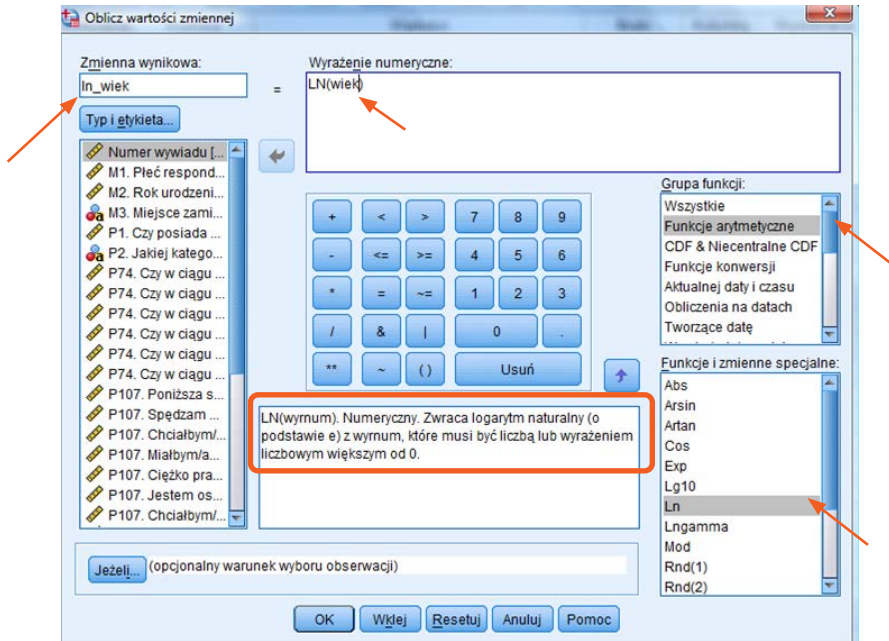 Oblicz wartości zmiennej
Zmienna wynikowa:
ln_wiek
=
Typ i etykieta...
Wyrażenie numeryczne:
LN(wiek)
Numer wywiadu [...
M1. Płeć respond...
M2. Rok urodzeni...
M3. Miejsce zami...
P1. Czy posiada ...
P2. Jakiej katego...
P74. Czy w ciągu ...
P74. Czy w ciągu ...
P74. Czy w ciągu ...
P74. Czy w ciągu ...
P74. Czy w ciągu ...
P74. Czy w ciągu ...
P107. Poniższa s...
P107. Spędzam ...
P107. Chciałbym/...
P107. Miałbym/a...
P107. Ciężko pra...
P107. Jestem os...
P107. Chciałbym/...
+ < > 7 8 9
- <= >= 4 5 6
* = ~= 1 2 3
/ & | 0 .
** ~ ( ) Usuń
LN(wyrnum). Numeryczny. Zwraca logarytm naturalny (o
podstawie e) z wyrnum, które musi być liczbą lub wyrażeniem
liczbowym większym od 0.
Grupa funkcji:
Wszystkie
Funkcje arytmetyczne
CDF & Niecentralne CDF
Funkcje konwersji
Aktualnej daty i czasu
Obliczenia na datach
Tworzące datę
Funkcje i zmienne specjalne:
Abs
Arsin
Artan
Cos
Exp
Lg10
Ln
Lngamma
Mod
Rnd(1)
Rnd(2)
Jeżeli... (opcjonalny warunek wyboru obserwacji)
OK Wklej Resetuj Anuluj Pomoc